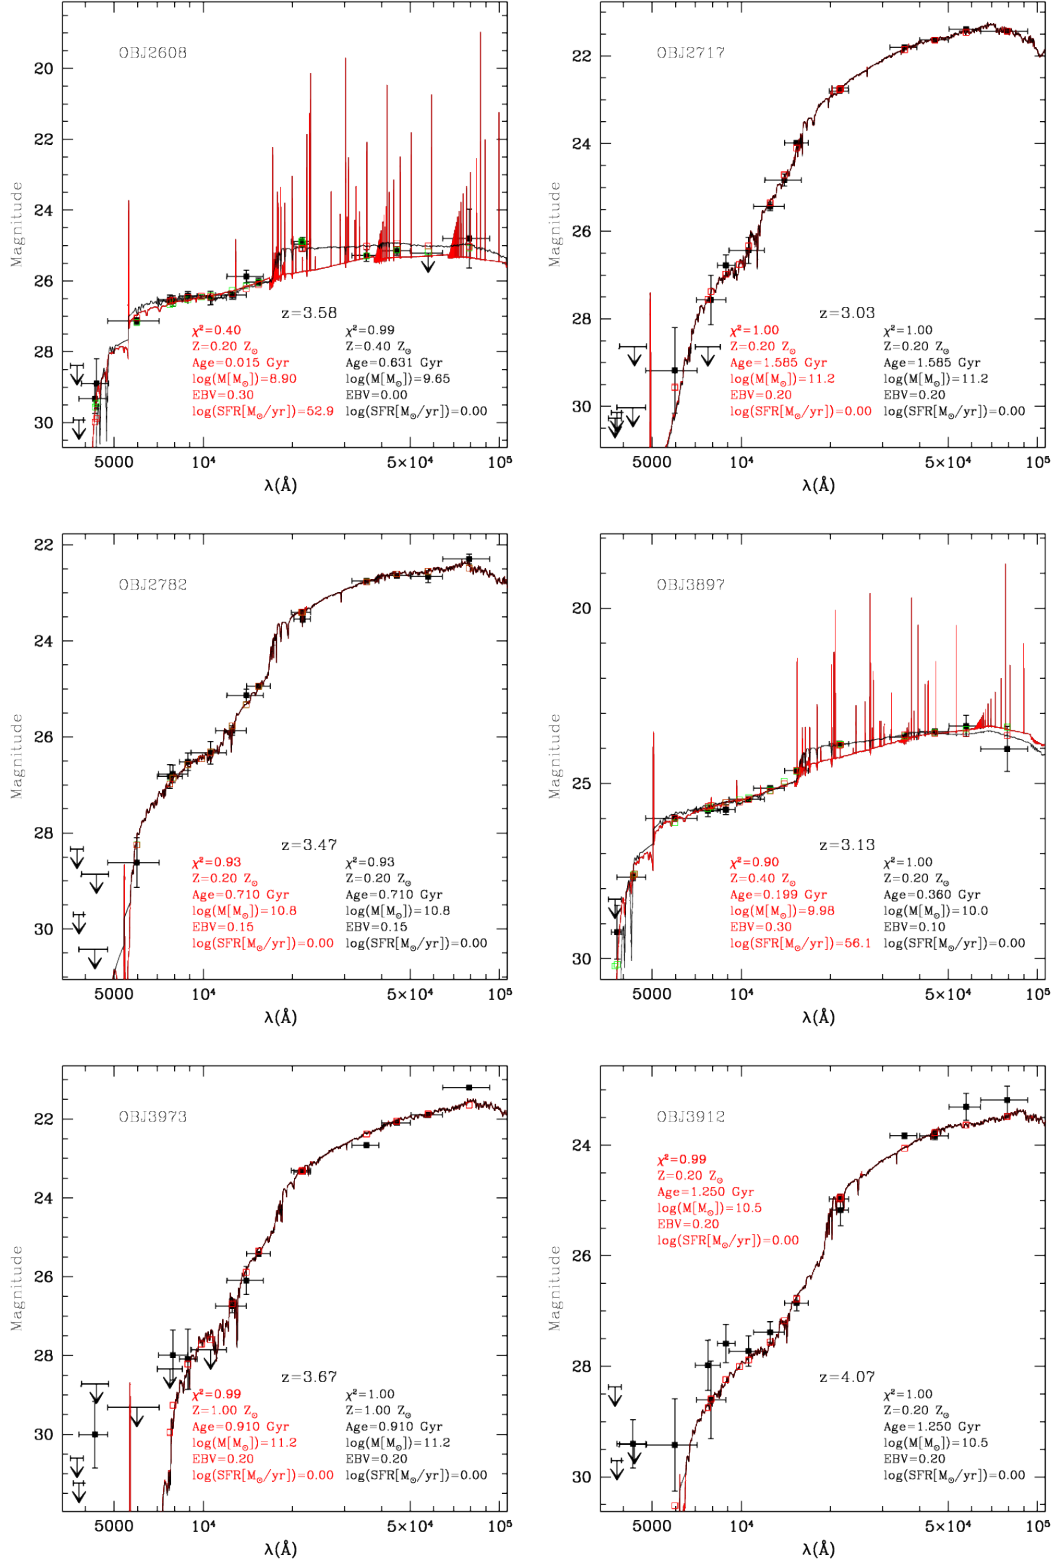 OBJ2608
Magnitude
20
22
24
26
28
30
z=3.58
χ²=0.40
Z=0.20 Z☉
Age=0.015 Gyr
log(M[M☉])=8.90
EBV=0.30
log(SFR[M☉/yr])=52.9
χ²=0.99
Z=0.40 Z☉
Age=0.631 Gyr
log(M[M☉])=9.65
EBV=0.00
log(SFR[M☉/yr])=0.00
5000 10⁴ 5×10⁴ 10⁵
λ(Å)
OBJ2717
Magnitude
22
24
26
28
30
z=3.03
χ²=1.00
Z=0.20 Z☉
Age=1.585 Gyr
log(M[M☉])=11.2
EBV=0.20
log(SFR[M☉/yr])=0.00
χ²=1.00
Z=0.20 Z☉
Age=1.585 Gyr
log(M[M☉])=11.2
EBV=0.20
log(SFR[M☉/yr])=0.00
5000 10⁴ 5×10⁴ 10⁵
λ(Å)
OBJ2782
Magnitude
22
24
26
28
30
z=3.47
χ²=0.93
Z=0.20 Z☉
Age=0.710 Gyr
log(M[M☉])=10.8
EBV=0.15
log(SFR[M☉/yr])=0.00
χ²=0.93
Z=0.20 Z☉
Age=0.710 Gyr
log(M[M☉])=10.8
EBV=0.15
log(SFR[M☉/yr])=0.00
5000 10⁴ 5×10⁴ 10⁵
λ(Å)
OBJ3897
Magnitude
20
25
30
z=3.13
χ²=0.90
Z=0.40 Z☉
Age=0.199 Gyr
log(M[M☉])=9.98
EBV=0.30
log(SFR[M☉/yr])=56.1
χ²=1.00
Z=0.20 Z☉
Age=0.360 Gyr
log(M[M☉])=10.0
EBV=0.10
log(SFR[M☉/yr])=0.00
5000 10⁴ 5×10⁴ 10⁵
λ(Å)
OBJ3973
Magnitude
22
24
26
28
30
z=3.67
χ²=0.99
Z=1.00 Z☉
Age=0.910 Gyr
log(M[M☉])=11.2
EBV=0.20
log(SFR[M☉/yr])=0.00
χ²=1.00
Z=1.00 Z☉
Age=0.910 Gyr
log(M[M☉])=11.2
EBV=0.20
log(SFR[M☉/yr])=0.00
5000 10⁴ 5×10⁴ 10⁵
λ(Å)
OBJ3912
Magnitude
24
26
28
30
χ²=0.99
Z=0.20 Z☉
Age=1.250 Gyr
log(M[M☉])=10.5
EBV=0.20
log(SFR[M☉/yr])=0.00
z=4.07
χ²=1.00
Z=0.20 Z☉
Age=1.250 Gyr
log(M[M☉])=10.5
EBV=0.20
log(SFR[M☉/yr])=0.00
5000 10⁴ 5×10⁴ 10⁵
λ(Å)